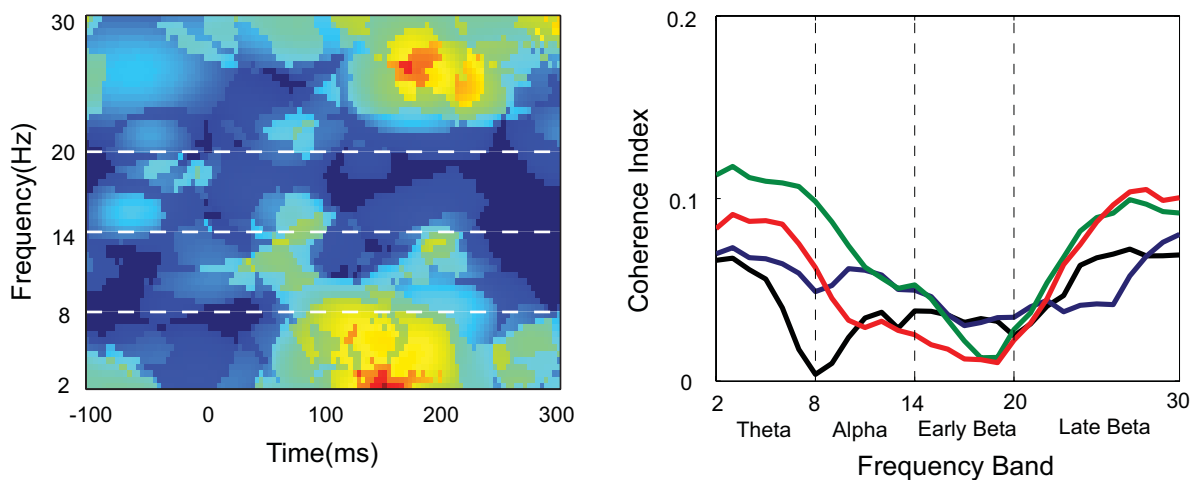 30
20
14
8
2
Frequency(Hz)
-100
0
100
200
300
Time(ms)
0.2
0.1
0
Coherence Index
2
8
14
20
30
Theta
Alpha
Early Beta
Late Beta
Frequency Band